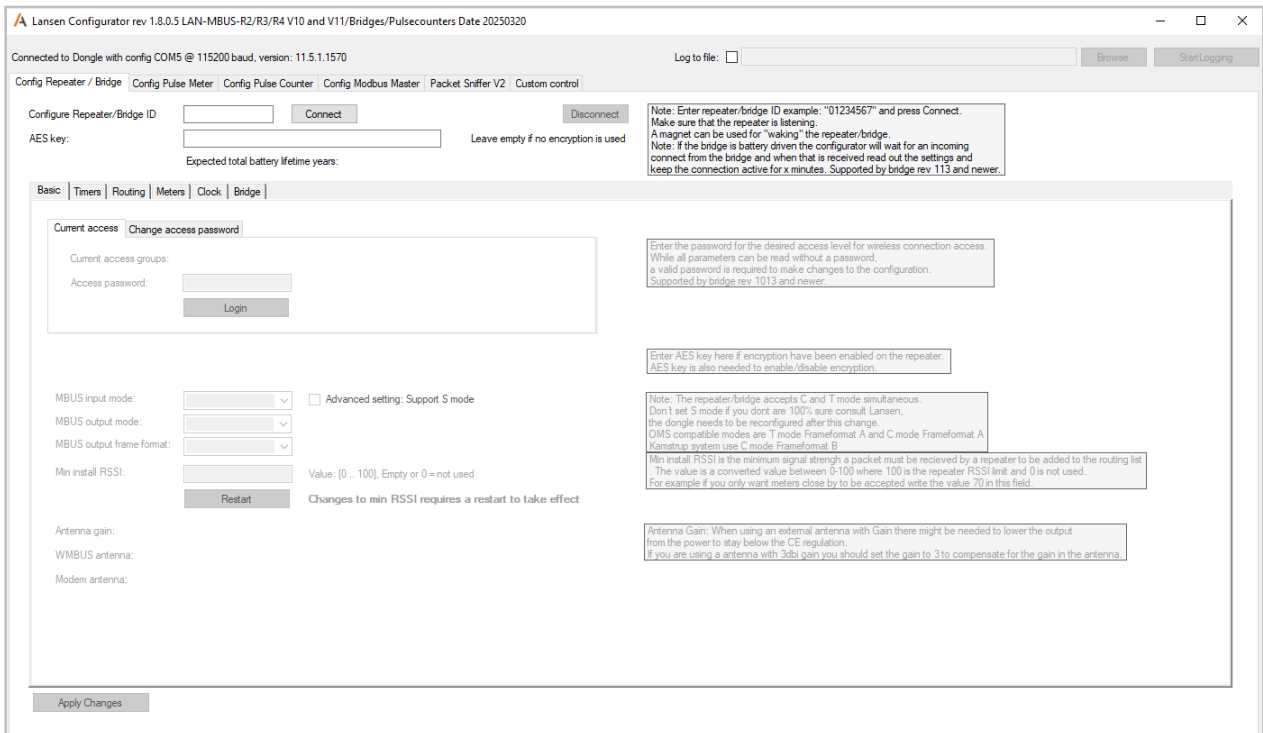 Lansen Configurator rev 1.8.0.5 LAN-MBUS-R2/R3/R4 V10 and V11/Bridges/Pulsecounters Date 20250320
Connected to Dongle with config COM5 @ 115200 baud, version: 11.5.1.1570
Log to file:
Browse
StartLogging
Config Repeater / Bridge
Config Pulse Meter
Config Pulse Counter
Config Modbus Master
Packet Sniffer V2
Custom control
Configure Repeater/Bridge ID
Connect
Disconnect
AES key:
Leave empty if no encryption is used
Expected total battery lifetime years:
Note: Enter repeater/bridge ID example: "01234567" and press Connect.
Make sure that the repeater is listening.
A magnet can be used for "waking" the repeater/bridge.
Note: If the bridge is battery driven the configurator will wait for an incoming
connect from the bridge and when that is received read out the settings and
keep the connection active for x minutes. Supported by bridge rev 113 and newer.
Basic
Timers
Routing
Meters
Clock
Bridge
Current access
Change access password
Current access groups:
Access password:
Login
Enter the password for the desired access level for wireless connection access.
While all parameters can be read without a password,
a valid password is required to make changes to the configuration.
Supported by bridge rev 1013 and newer.
Enter AES key here if encryption have been enabled on the repeater.
AES key is also needed to enable/disable encryption.
MBUS input mode:
Advanced setting: Support S mode
MBUS output mode:
MBUS output frame format:
Min install RSSI:
Value: [0 .. 100], Empty or 0 = not used
Restart
Changes to min RSSI requires a restart to take effect
Note: The repeater/bridge accepts C and T mode simultaneous.
Don't set S mode if you dont are 100% sure consult Lansen,
the dongle needs to be reconfigured after this change.
OMS compatible modes are T mode Frameformat A and C mode Frameformat A
Kamstrup system use C mode Frameformat B
Min install RSSI is the minimum signal strengh a packet must be recieved by a repeater to be added to the routing list
. The value is a converted value between 0-100 where 100 is the repeater RSSI limit and 0 is not used.
For example if you only want meters close by to be accepted write the value 70 in this field.
Antenna gain:
WMBUS antenna:
Modem antenna:
Antenna Gain: When using an external antenna with Gain there might be needed to lower the output
from the power to stay below the CE regulation.
If you are using a antenna with 3dbi gain you should set the gain to 3 to compensate for the gain in the antenna.
Apply Changes